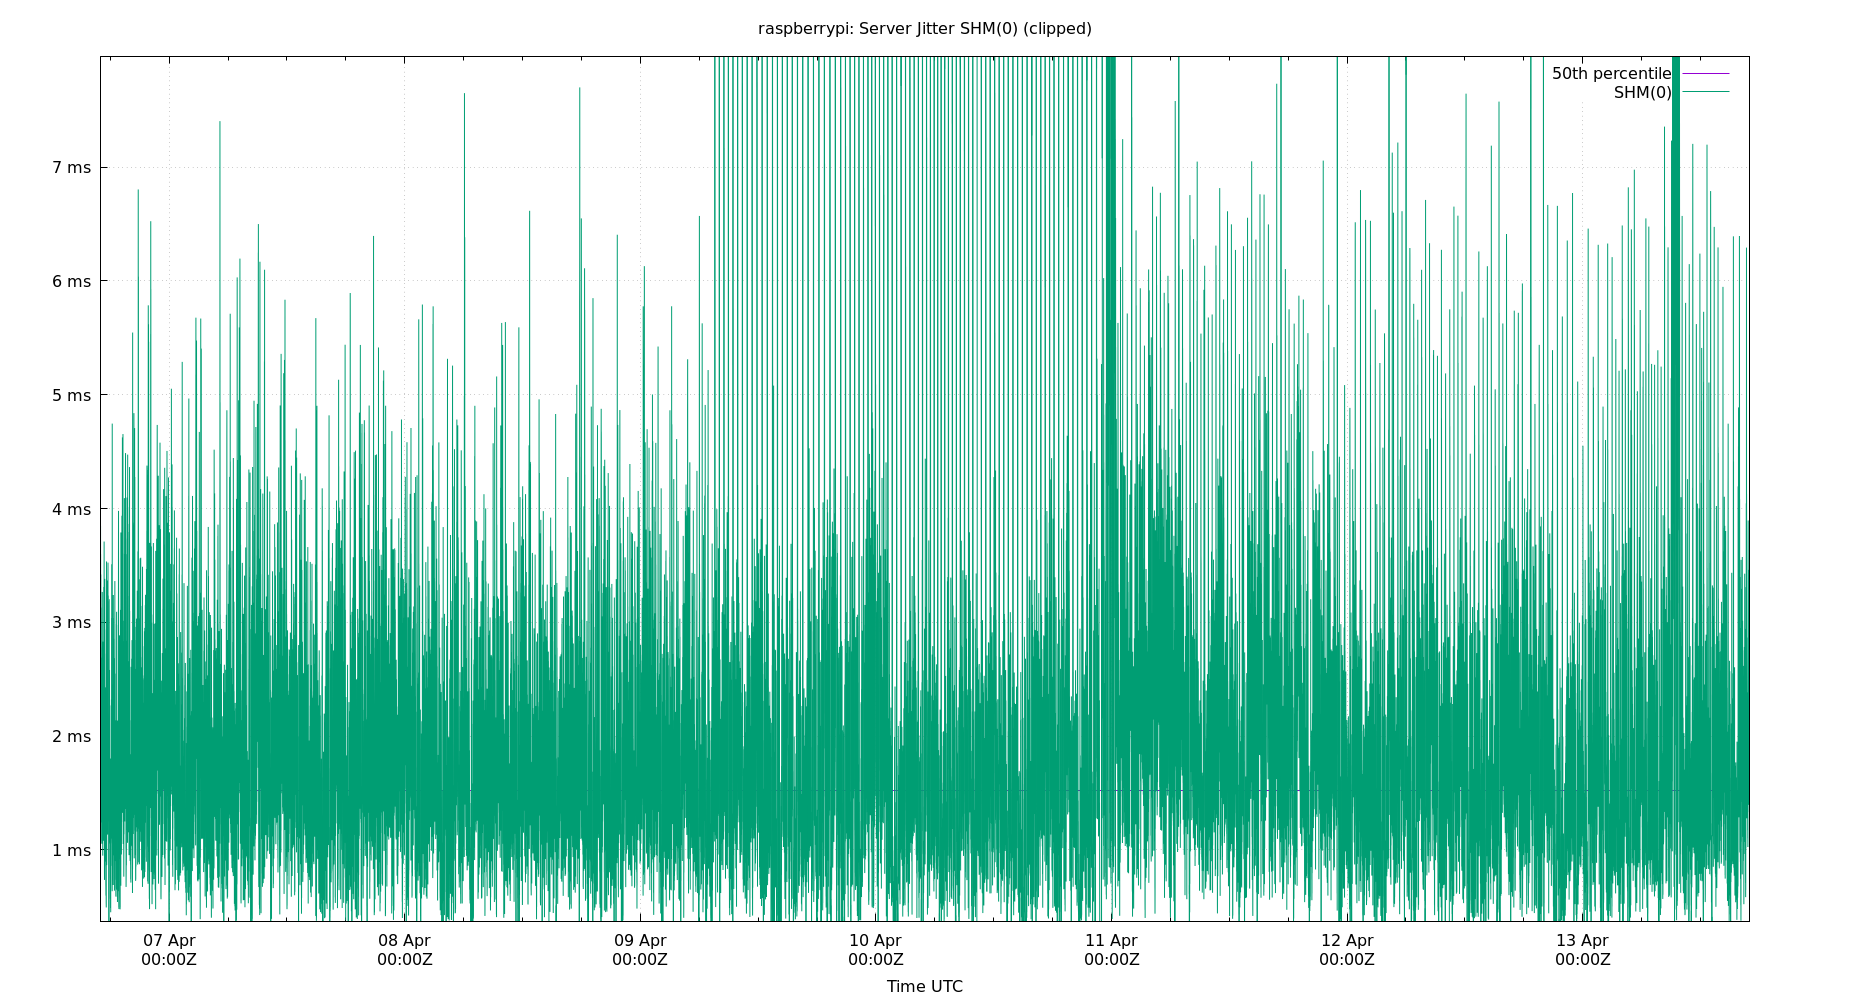 raspberrypi: Server Jitter SHM(0) (clipped)
50th percentile
SHM(0)
7 ms
6 ms
5 ms
4 ms
3 ms
2 ms
1 ms
07 Apr 08 Apr 09 Apr 10 Apr 11 Apr 12 Apr 13 Apr
00:00Z 00:00Z 00:00Z 00:00Z 00:00Z 00:00Z 00:00Z
Time UTC